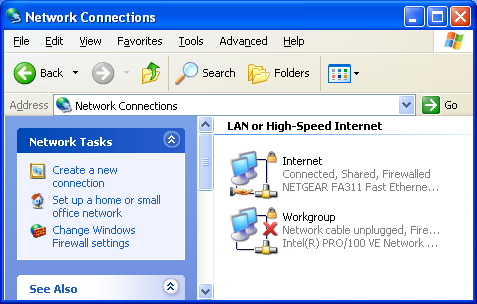 Network Connections
File Edit View Favorites Tools Advanced Help
Back Search Folders
Address Network Connections Go
Network Tasks
Create a new
connection
Set up a home or small
office network
Change Windows
Firewall settings
See Also
LAN or High-Speed Internet
Internet
Connected, Shared, Firewalled
NETGEAR FA311 Fast Etherne...
Workgroup
Network cable unplugged, Fire...
Intel(R) PRO/100 VE Network ...